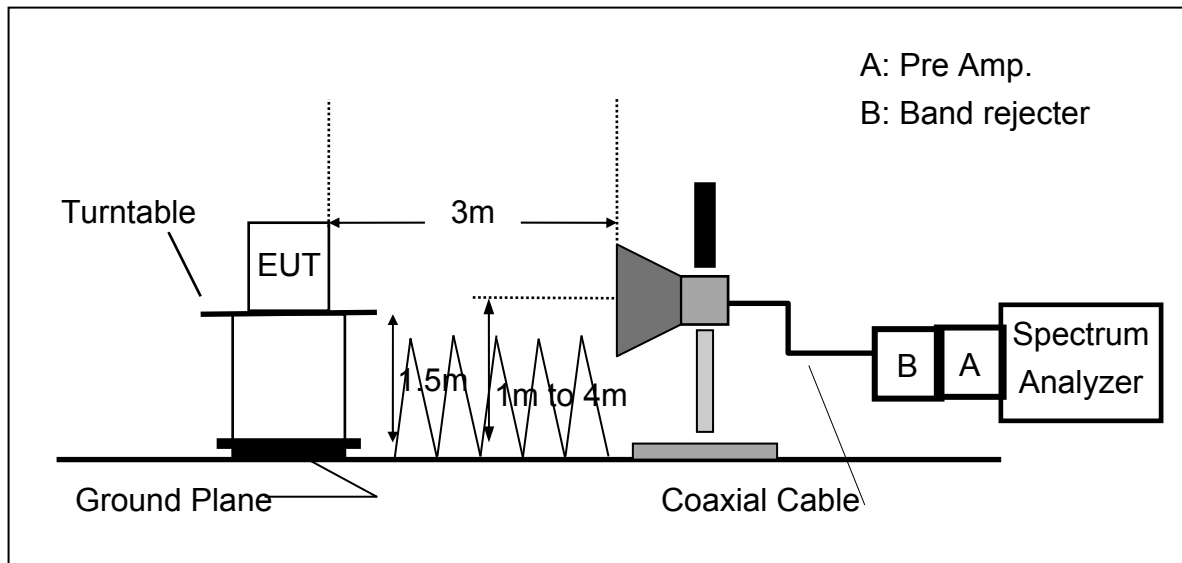 A: Pre Amp.
B: Band rejecter
Turntable
3m
EUT
1.5m
1m to 4m
B
A
Spectrum
Analyzer
Ground Plane
Coaxial Cable